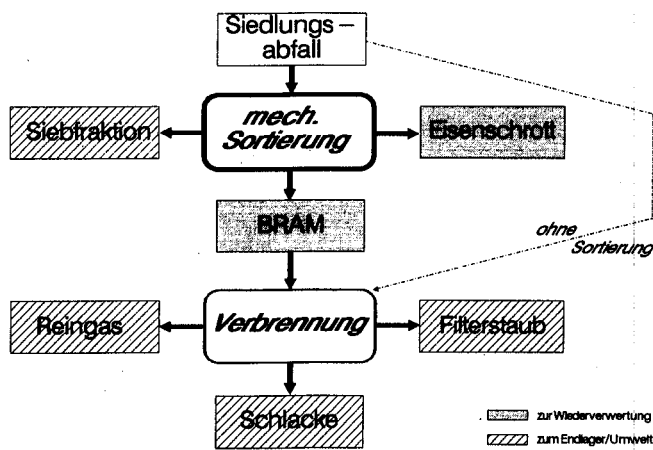 Siedlungs –
abfall
mech.
Sortierung
Siebfraktion
Eisenschrott
BRAM
ohne
Sortierung
Verbrennung
Reingas
Filterstaub
Schlacke
zur Wiederverwertung
zum Endlager/Umwelt